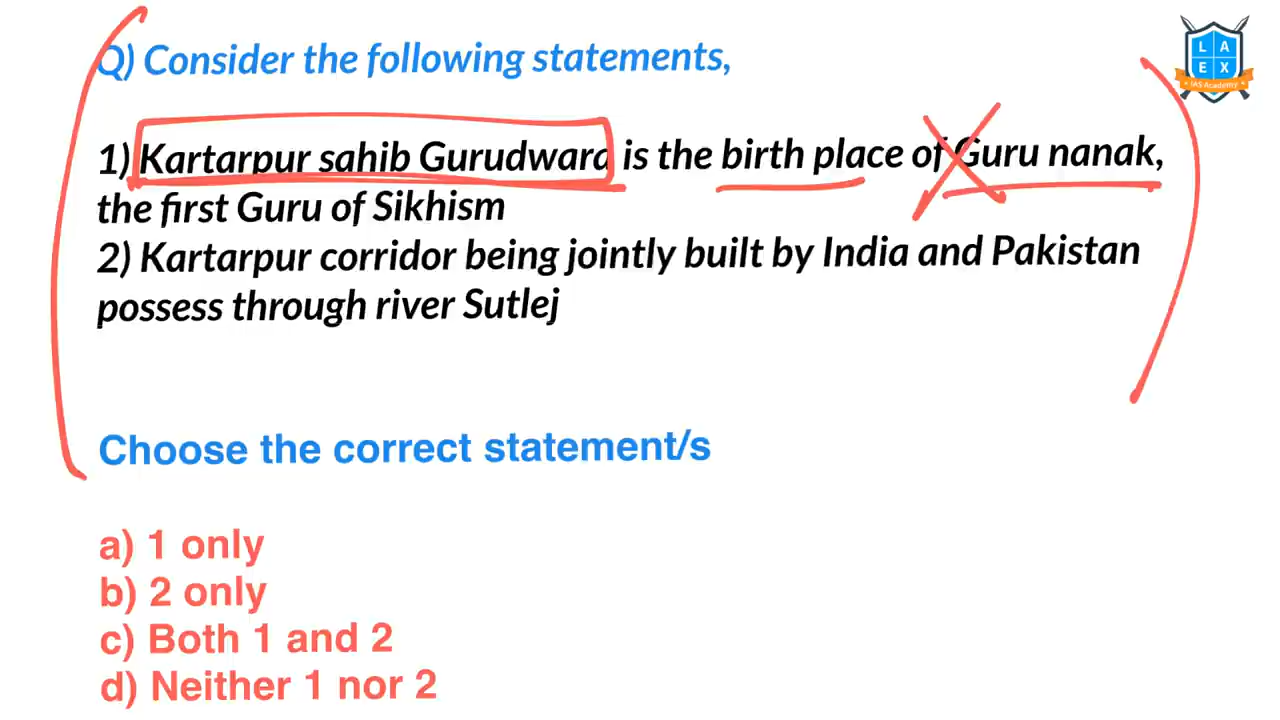 Q) Consider the following statements,
1) Kartarpur sahib Gurudwara is the birth place of Guru nanak,
the first Guru of Sikhism
2) Kartarpur corridor being jointly built by India and Pakistan
possess through river Sutlej
Choose the correct statement/s
a) 1 only
b) 2 only
c) Both 1 and 2
d) Neither 1 nor 2
L A
E X
IAS Academy